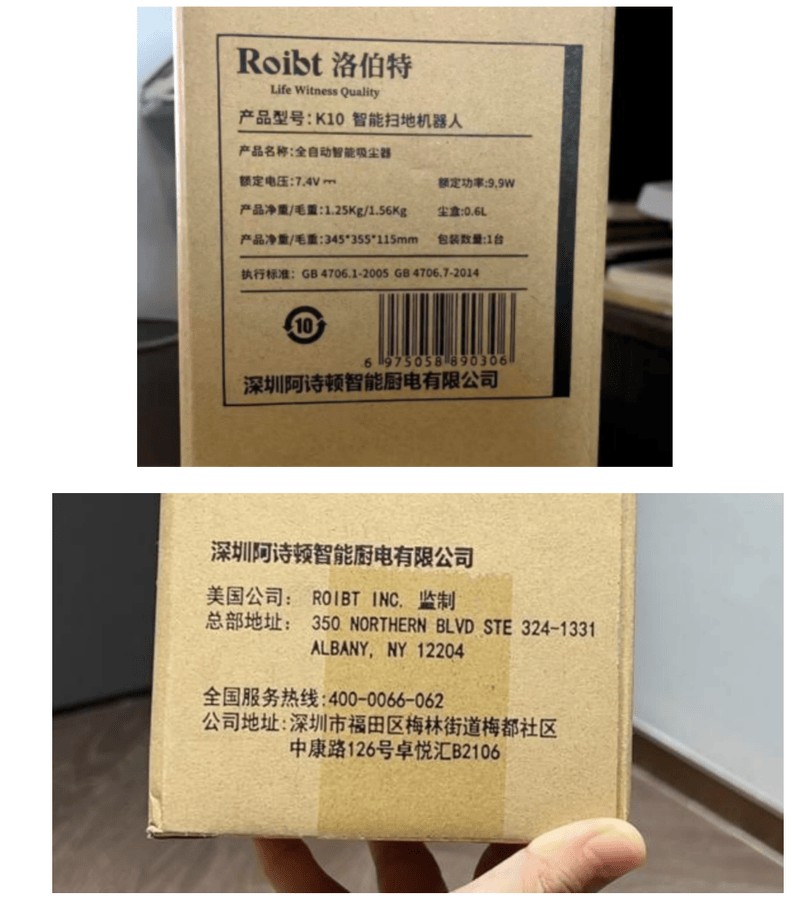 Roibt 洛伯特
Life Witness Quality
产品型号：K10 智能扫地机器人
产品名称：全自动智能吸尘器
额定电压：7.4V ⎓ 额定功率：9.9W
产品净重/毛重：1.25Kg/1.56Kg 尘盒：0.6L
产品净重/毛重：345*355*115mm 包装数量：1台
执行标准： GB 4706.1-2005 GB 4706.7-2014
10
6 975058 890306
深圳阿诗顿智能厨电有限公司
深圳阿诗顿智能厨电有限公司
美国公司： ROIBT INC. 监制
总部地址： 350 NORTHERN BLVD STE 324-1331
ALBANY, NY 12204
全国服务热线：400-0066-062
公司地址：深圳市福田区梅林街道梅都社区
中康路126号卓悦汇B2106